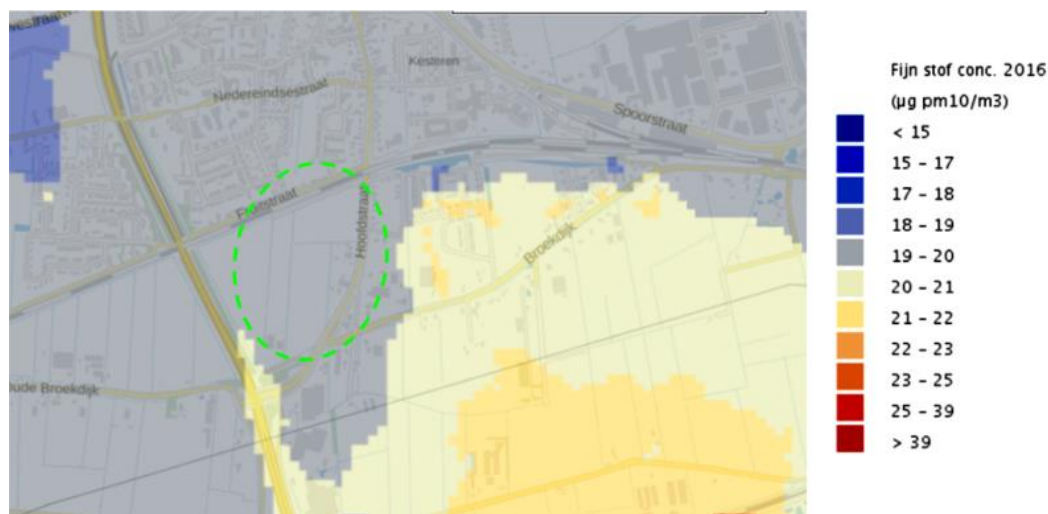 Kesteren
Nedereindsestraat
Spoorstraat
Fruitstraat
Hoofdstraat
Broekdijk
Oude Broekdijk
Fijn stof conc. 2016
(µg pm10/m3)
< 15
15 - 17
17 - 18
18 - 19
19 - 20
20 - 21
21 - 22
22 - 23
23 - 25
25 - 39
> 39